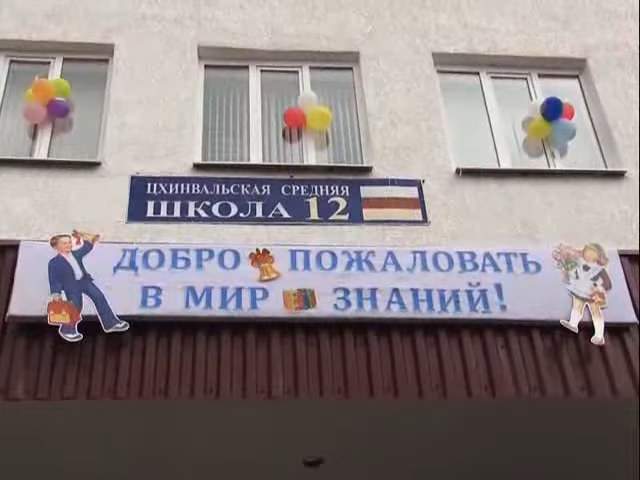 ЦХИНВАЛЬСКАЯ СРЕДНЯЯ
ШКОЛА 12
ДОБРО ПОЖАЛОВАТЬ
В МИР ЗНАНИЙ!